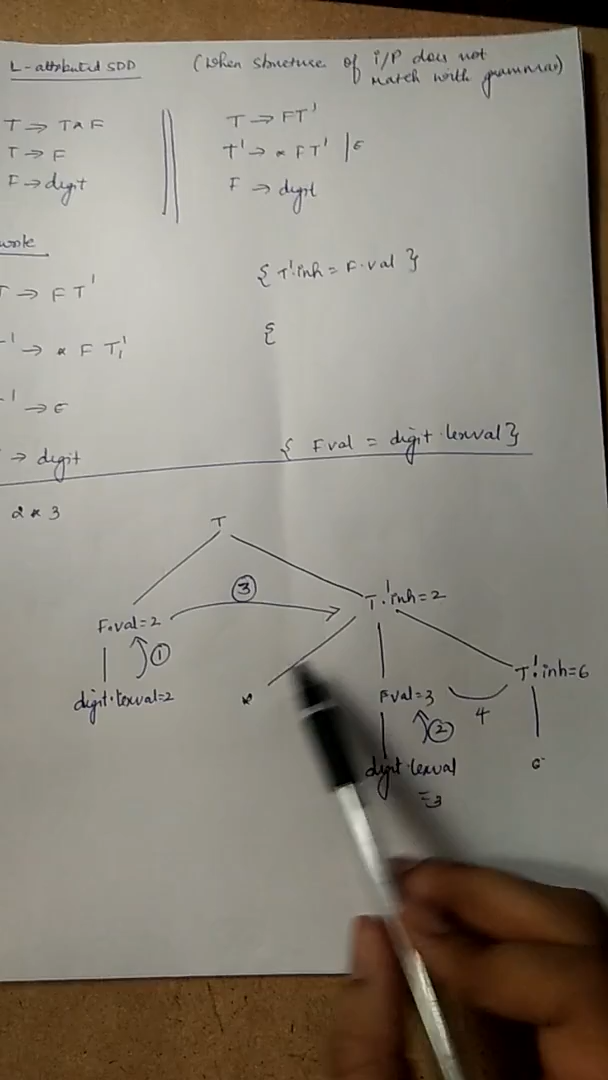 L-attributed SDD (When structure of i/P does not
match with grammar)
T → T * F
T → F
F → digit
T → FT'
T' → * FT' | ε
F → digit
T → F T' { T'.inh = F.val }
→ * F T₁' {
→ ε
→ digit { F.val = digit.lexval }
2 * 3
T
③
F.val=2 T'.inh=2
①
digit.lexval=2 * F.val=3 T'.inh=6
4
②
digit.lexval ε
=3